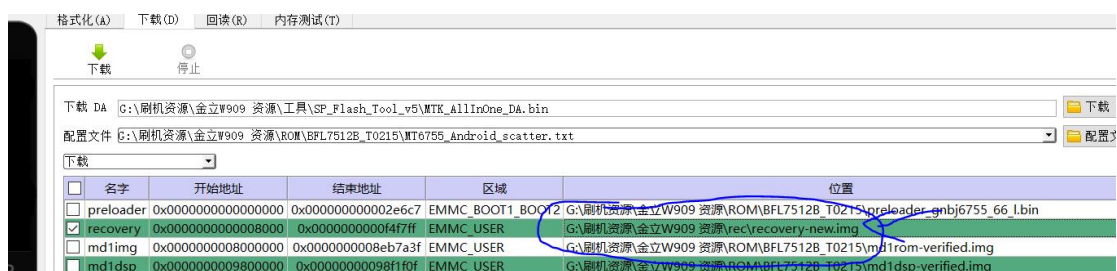 格式化(A) 下载(D) 回读(R) 内存测试(T)
下载 停止
下载 DA G:\刷机资源\金立W909 资源\工具\SP_Flash_Tool_v5\MTK_AllInOne_DA.bin 下载
配置文件 G:\刷机资源\金立W909 资源\ROM\BFL7512B_T0215\MT6755_Android_scatter.txt 配置文
下载
名字 开始地址 结束地址 区域 位置
preloader 0x0000000000000000 0x000000000002e6c7 EMMC_BOOT1_BOOT2 G:\刷机资源\金立W909 资源\ROM\BFL7512B_T0215\preloader_gnbj6755_66_l.bin
recovery 0x0000000000008000 0x0000000000f4f7ff EMMC_USER G:\刷机资源\金立W909 资源\rec\recovery-new.img
md1img 0x0000000008000000 0x0000000008eb7a3f EMMC_USER G:\刷机资源\金立W909 资源\ROM\BFL7512B_T0215\md1rom-verified.img
md1dsp 0x0000000009800000 0x00000000098f1f0f EMMC_USER G:\刷机资源\金立W909 资源\ROM\BFL7512B_T0215\md1dsp-verified.img